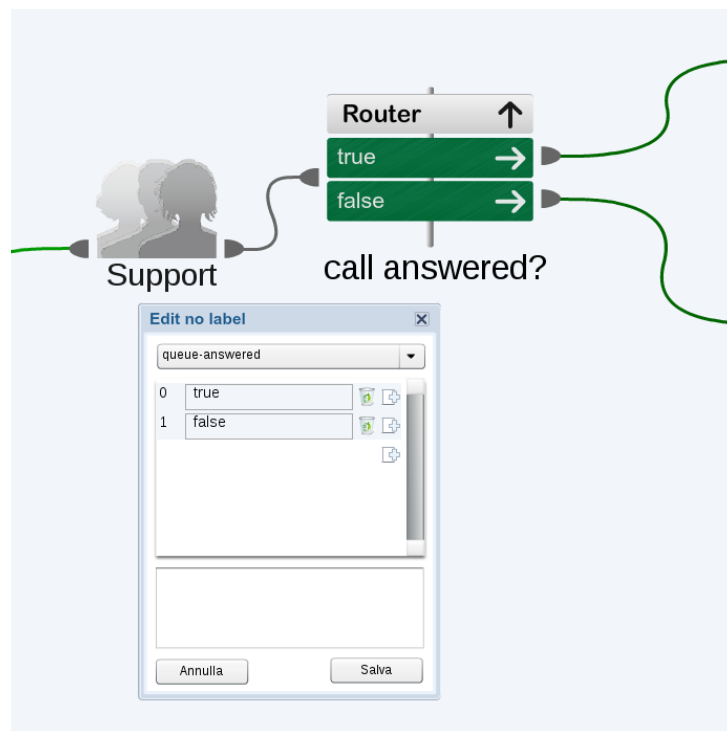 Router
true
false
Support
call answered?
Edit no label
queue-answered
0 true
1 false
Annulla Salva